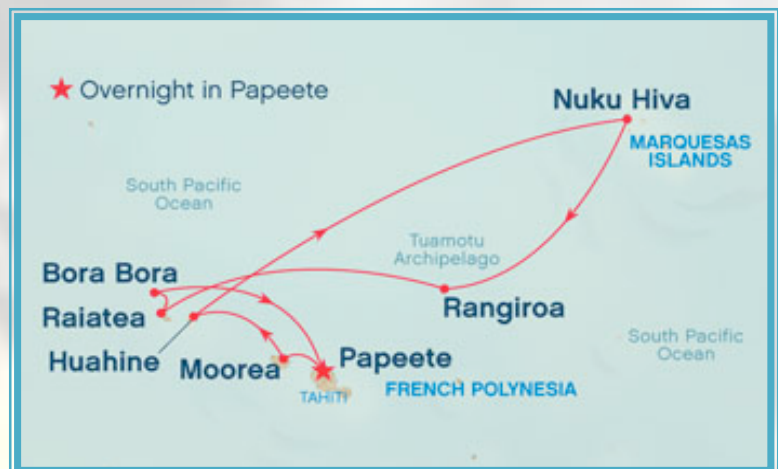 ★ Overnight in Papeete
Nuku Hiva
MARQUESAS
ISLANDS
South Pacific
Ocean
Tuamotu
Archipelago
Bora Bora
Raiatea
Rangiroa
Huahine
Moorea
Papeete
South Pacific
Ocean
TAHITI
FRENCH POLYNESIA